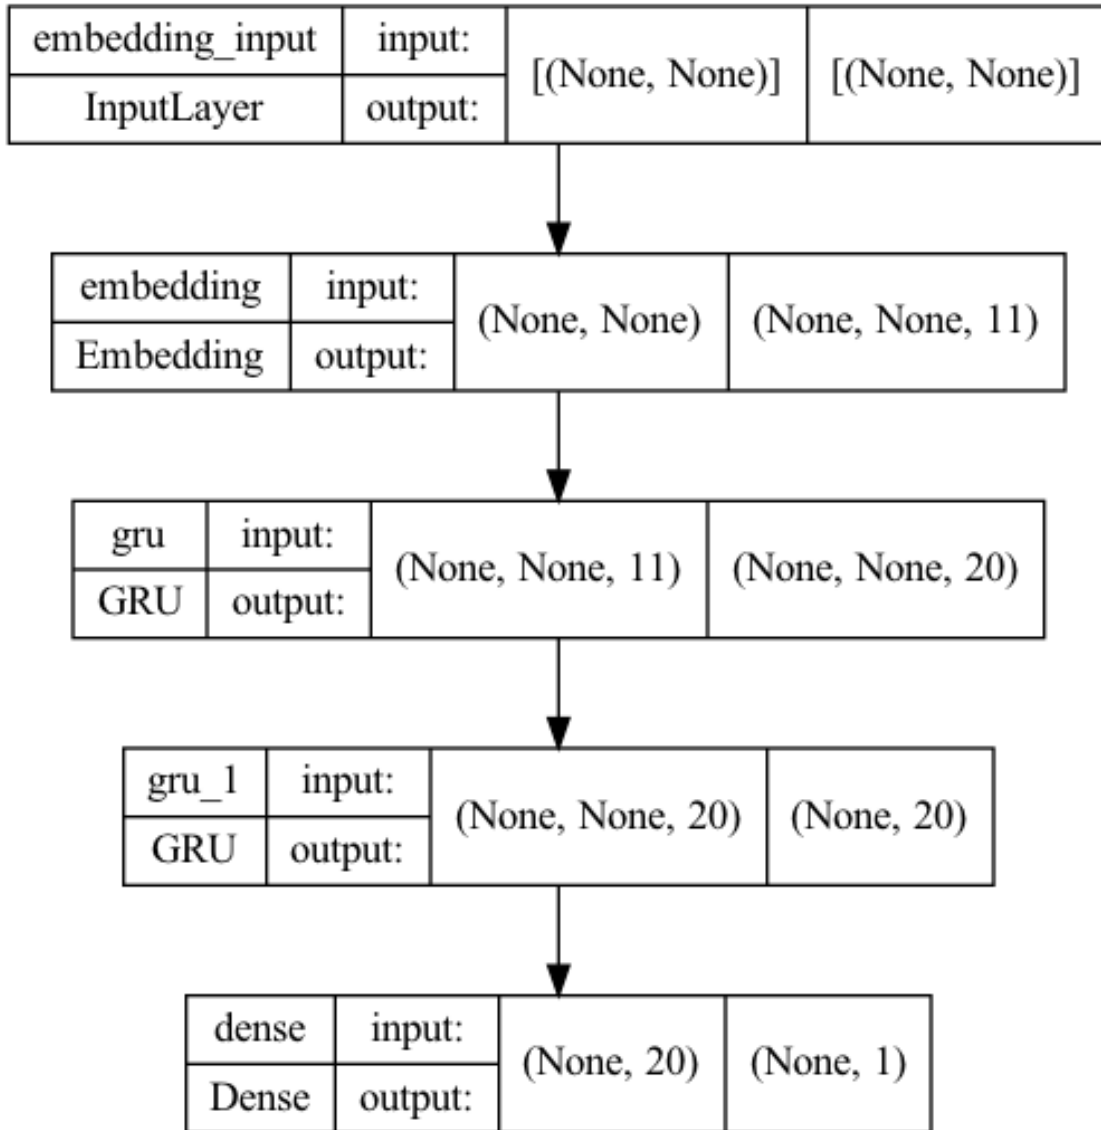 embedding_input input: [(None, None)] [(None, None)]
InputLayer output:
embedding input: (None, None) (None, None, 11)
Embedding output:
gru input: (None, None, 11) (None, None, 20)
GRU output:
gru_1 input: (None, None, 20) (None, 20)
GRU output:
dense input: (None, 20) (None, 1)
Dense output: